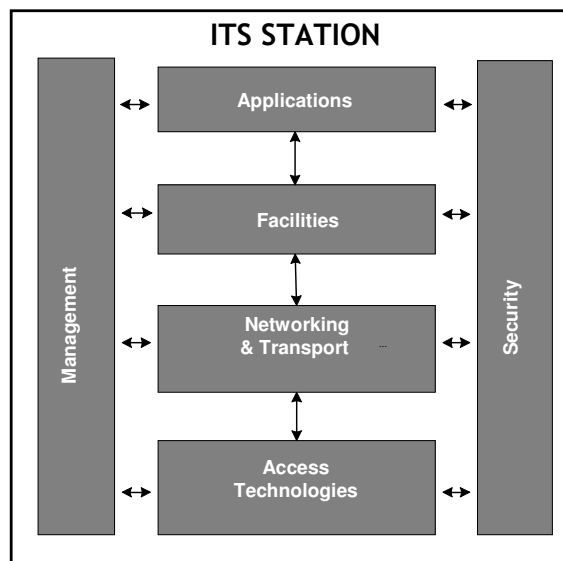 ITS STATION
Applications
Facilities
Networking
& Transport ...
Access
Technologies
Management
Security